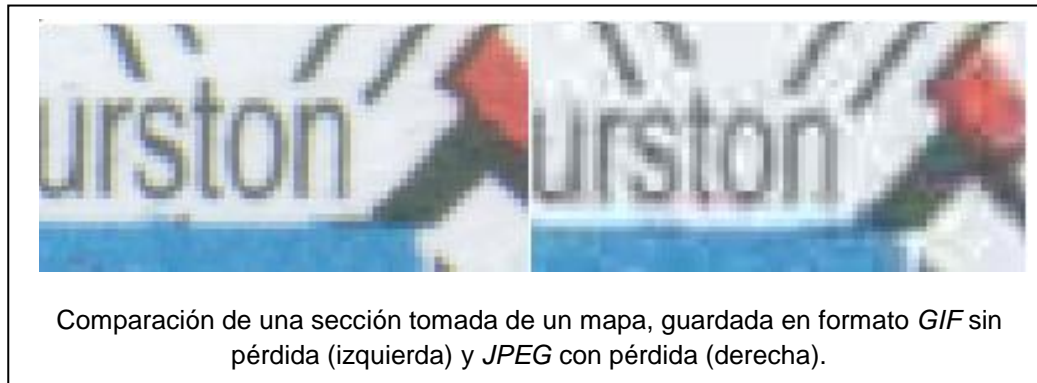 urston
urston
Comparación de una sección tomada de un mapa, guardada en formato GIF sin
pérdida (izquierda) y JPEG con pérdida (derecha).